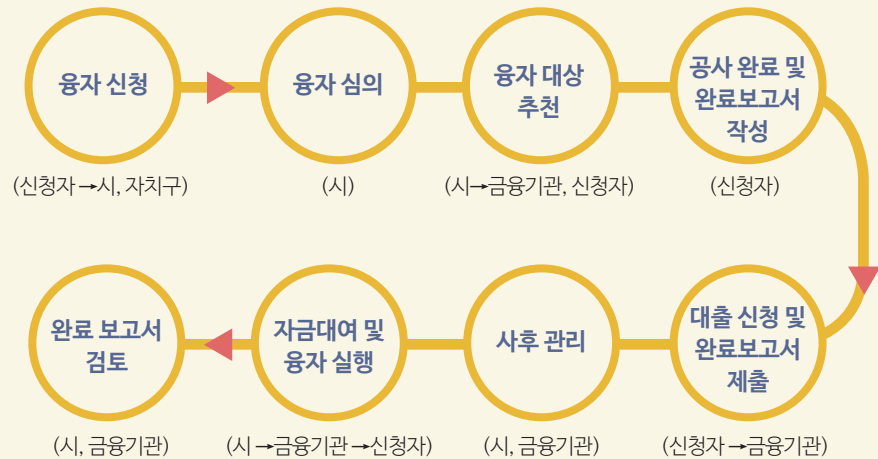 융자 신청
융자 심의
융자 대상
추천
공사 완료 및
완료보고서
작성
(신청자→시, 자치구)
(시)
(시→금융기관, 신청자)
(신청자)
완료 보고서
검토
자금대여 및
융자 실행
사후 관리
대출 신청 및
완료보고서
제출
(시, 금융기관)
(시→금융기관→신청자)
(시, 금융기관)
(신청자→금융기관)